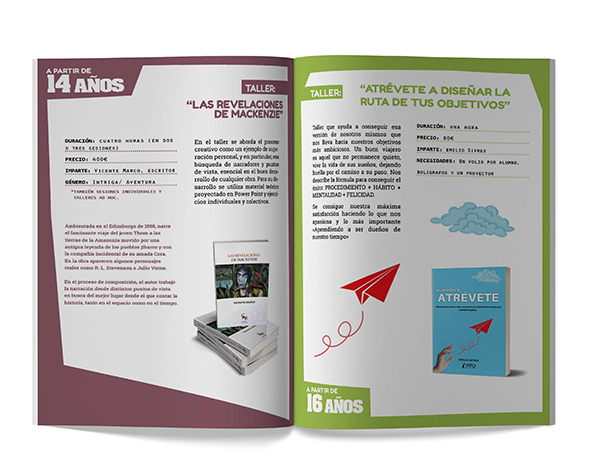 A PARTIR DE
14 AÑOS
TALLER:
“LAS REVELACIONES
DE MACKENZIE”
DURACIÓN: CUATRO HORAS (EN DOS
O TRES SESIONES)
PRECIO: 400€
IMPARTE: VICENTE MARCO, ESCRITOR
GÉNERO: INTRIGA/ AVENTURA
*TAMBIÉN SESIONES INDIVIDUALES Y
TALLERES AD HOC.
En el taller se aborda el proceso
creativo como un ejemplo de supe-
ración personal, y en particular, esa
búsqueda de narradores y puntos
de vista, esencial en el buen desa-
rrollo de cualquier obra. Para su de-
sarrollo se utiliza material teórico
proyectado en Power Point y ejerci-
cios individuales y colectivos.
Ambientada en el Edimburgo de 1888, narra
el fascinante viaje del joven Thom a las
tierras de la Amazonía movido por una
antigua leyenda de los pueblos jíbaros y con
la compañía incidental de su amada Cora.
En la obra aparecen algunos personajes
reales como R. L. Stevenson o Julio Verne.
En el proceso de composición, el autor trabajó
la narración desde distintos puntos de vista
en busca del mejor lugar desde el que contar la
historia, tanto en el espacio como en el tiempo.
LAS REVELACIONES
DE MACKENZIE
VICENTE MARCO
TALLER:
“ATRÉVETE A DISEÑAR LA
RUTA DE TUS OBJETIVOS”
Taller que ayuda a conseguir esa
versión de nosotros mismos que
nos lleva hacia nuestros objetivos
más ambiciosos. Un buen viajero
es aquel que no permanece quieto,
vive la vida de sus sueños, dejando
huella por el camino a su paso. Nos
describe la fórmula para conseguir el
éxito: PROCEDIMIENTO + HÁBITO +
MENTALIDAD + FELICIDAD.
Se consigue nuestra máxima
satisfacción haciendo lo que nos
apasiona y lo más importante
«Aprendiendo a ser dueños de
nuestro tiempo»
DURACIÓN: UNA HORA
PRECIO: 80€
IMPARTE: EMILIO SIRRES
NECESIDADES: UN FOLIO POR ALUMNO,
BOLÍGRAFOS Y UN PROYECTOR
ATRÉVETE
A PARTIR DE
16 AÑOS